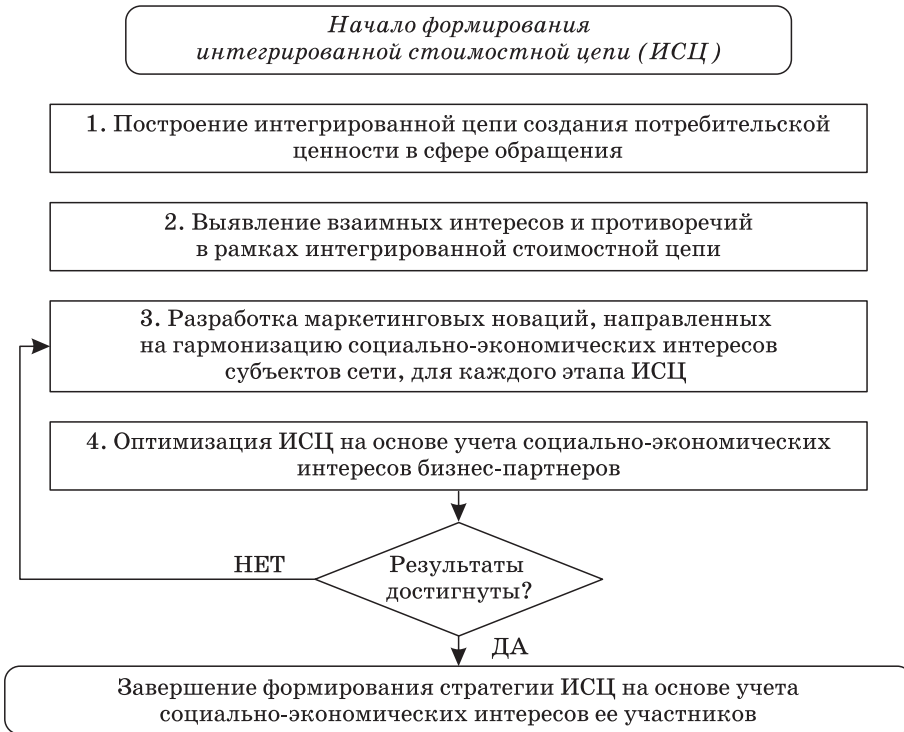 Начало формирования
интегрированной стоимостной цепи (ИСЦ)
1. Построение интегрированной цепи создания потребительской
ценности в сфере обращения
2. Выявление взаимных интересов и противоречий
в рамках интегрированной стоимостной цепи
3. Разработка маркетинговых новаций, направленных
на гармонизацию социально-экономических интересов
субъектов сети, для каждого этапа ИСЦ
4. Оптимизация ИСЦ на основе учета социально-экономических
интересов бизнес-партнеров
НЕТ
Результаты
достигнуты?
ДА
Завершение формирования стратегии ИСЦ на основе учета
социально-экономических интересов ее участников